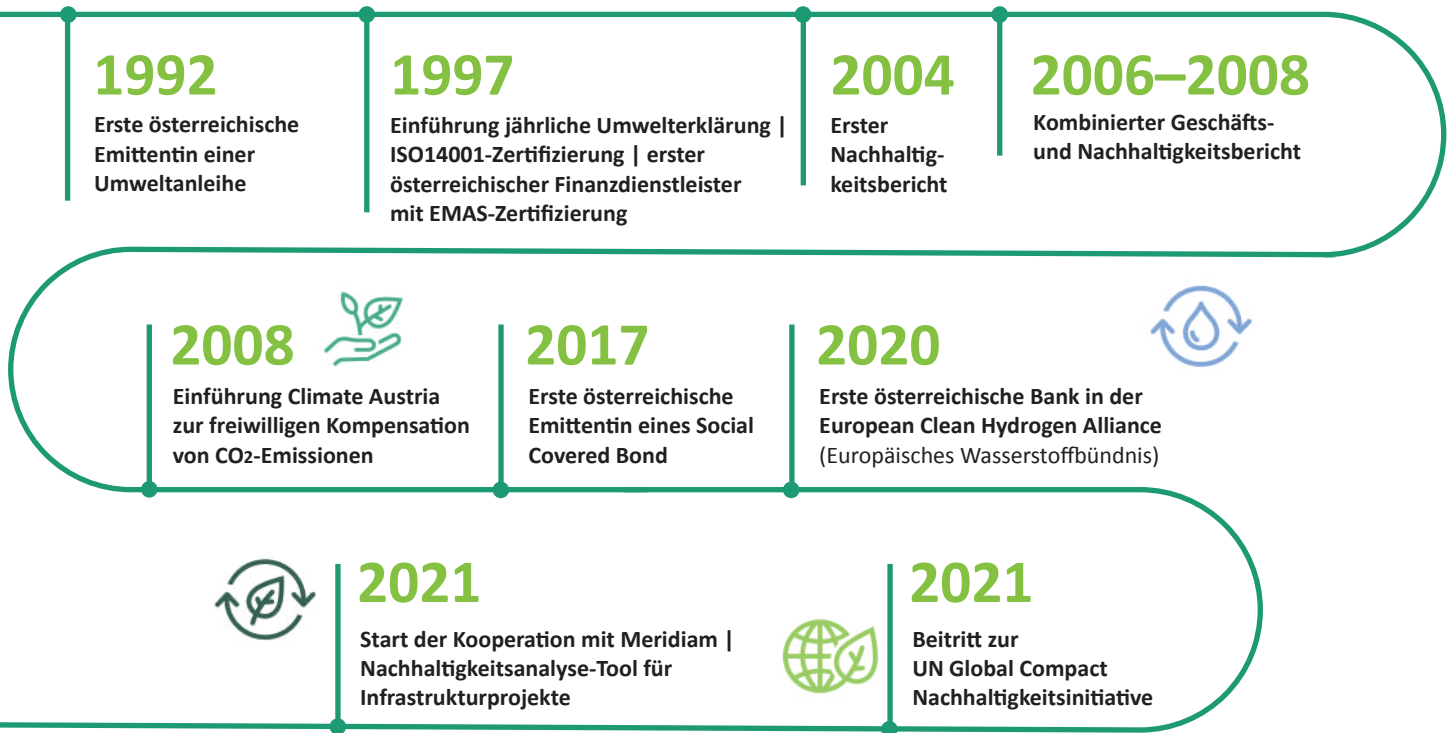 1992
Erste österreichische
Emittentin einer
Umweltanleihe
1997
Einführung jährliche Umwelterklärung |
ISO14001-Zertifizierung | erster
österreichischer Finanzdienstleister
mit EMAS-Zertifizierung
2004
Erster
Nachhaltig-
keitsbericht
2006–2008
Kombinierter Geschäfts-
und Nachhaltigkeitsbericht
2008
Einführung Climate Austria
zur freiwilligen Kompensation
von CO2-Emissionen
2017
Erste österreichische
Emittentin eines Social
Covered Bond
2020
Erste österreichische Bank in der
European Clean Hydrogen Alliance
(Europäisches Wasserstoffbündnis)
2021
Start der Kooperation mit Meridiam |
Nachhaltigkeitsanalyse-Tool für
Infrastrukturprojekte
2021
Beitritt zur
UN Global Compact
Nachhaltigkeitsinitiative